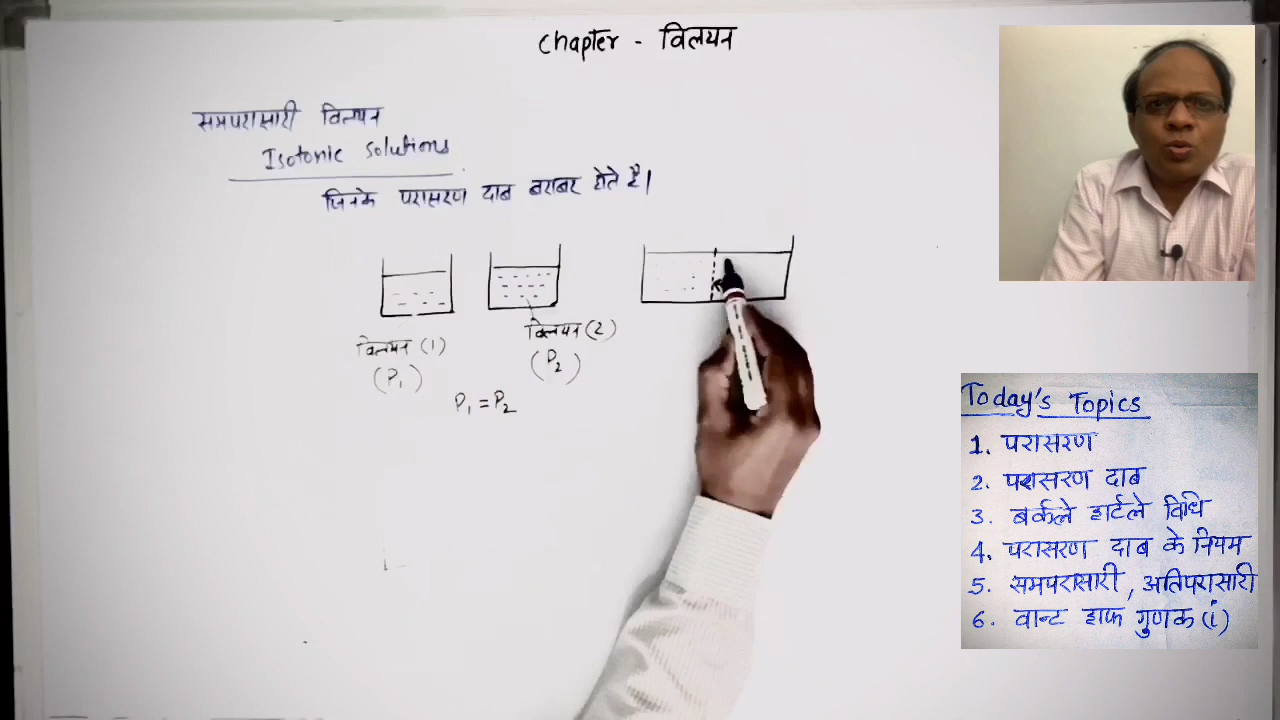 Chapter - विलयन
समपरासारी विलयन
Isotonic Solutions
जिनके परासरण दाब बराबर होते है।
विलयन (1)
(P₁)
विलयन (2)
(P₂)
P₁ = P₂
Today's Topics
1. परासरण
2. परासरण दाब
3. बर्कले हार्टले विधि
4. परासरण दाब के नियम
5. समपरासारी, अतिपरासारी
6. वान्ट हाफ गुणक (i)